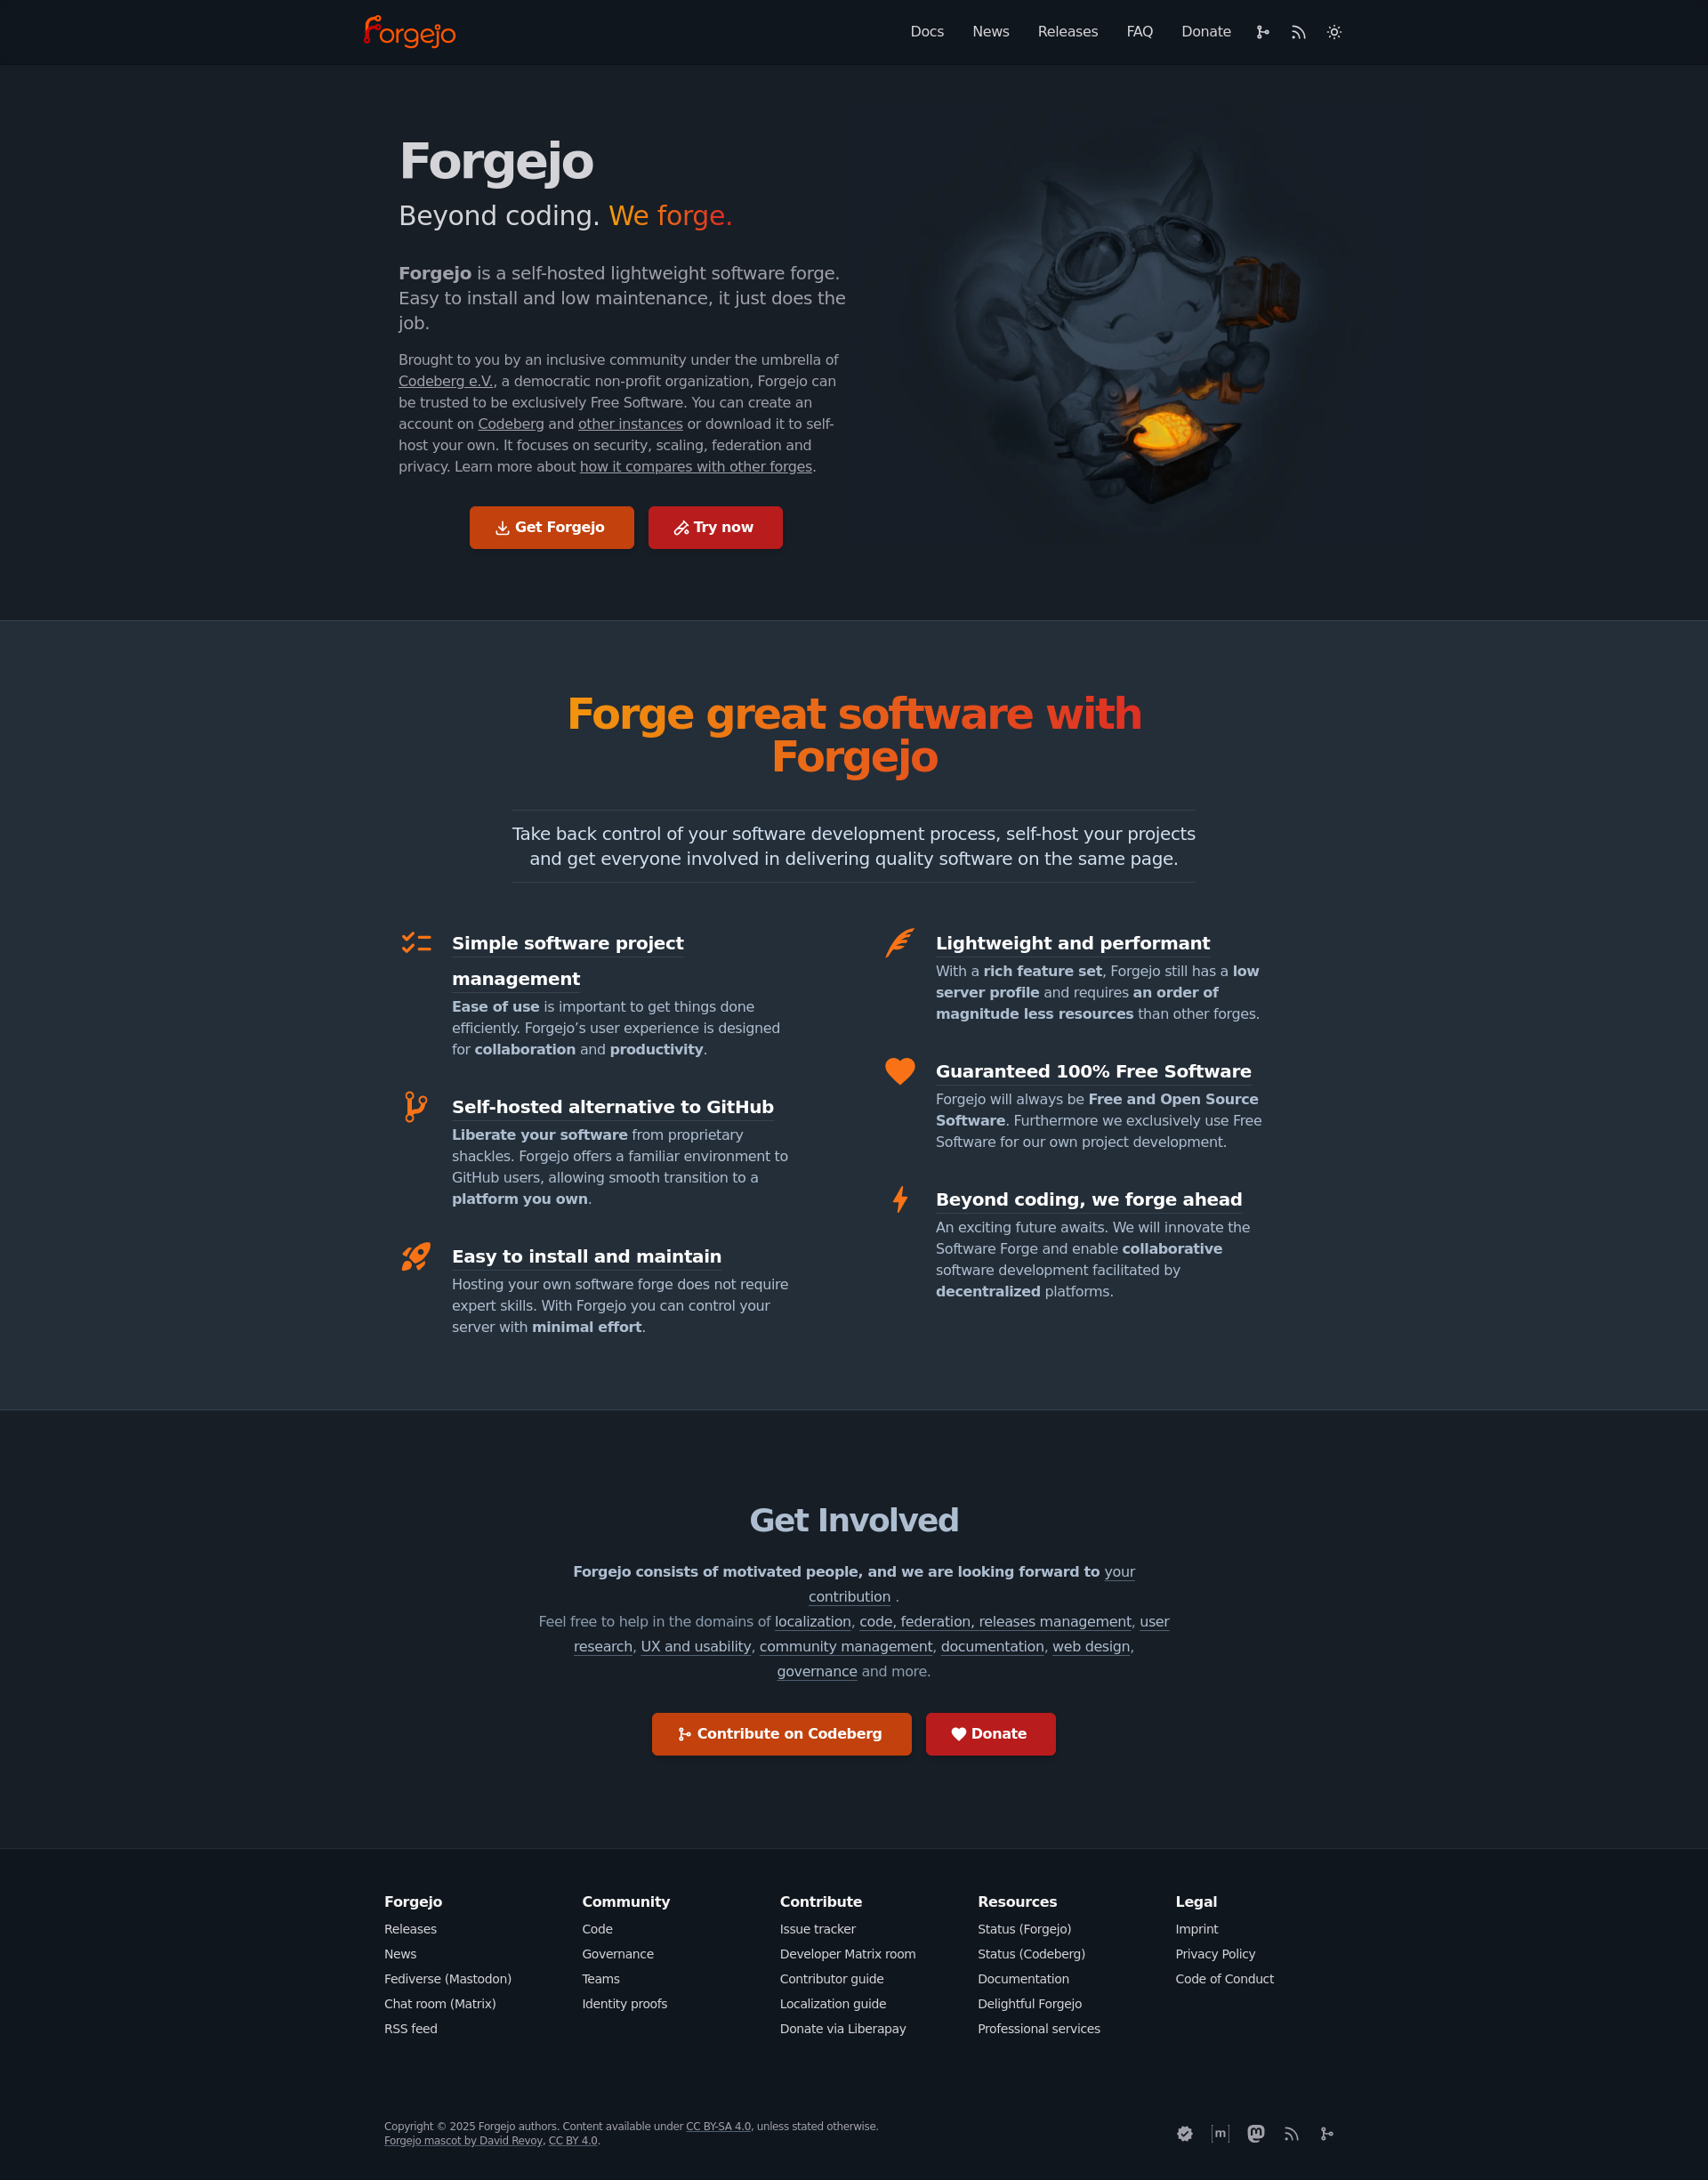 Forgejo
Docs News Releases FAQ Donate
Forgejo
Beyond coding. We forge.
Forgejo is a self-hosted lightweight software forge.
Easy to install and low maintenance, it just does the
job.
Brought to you by an inclusive community under the umbrella of
Codeberg e.V., a democratic non-profit organization, Forgejo can
be trusted to be exclusively Free Software. You can create an
account on Codeberg and other instances or download it to self-
host your own. It focuses on security, scaling, federation and
privacy. Learn more about how it compares with other forges.
Get Forgejo
Try now
Forge great software with
Forgejo
Take back control of your software development process, self-host your projects
and get everyone involved in delivering quality software on the same page.
Simple software project
management
Ease of use is important to get things done
efficiently. Forgejo’s user experience is designed
for collaboration and productivity.
Self-hosted alternative to GitHub
Liberate your software from proprietary
shackles. Forgejo offers a familiar environment to
GitHub users, allowing smooth transition to a
platform you own.
Easy to install and maintain
Hosting your own software forge does not require
expert skills. With Forgejo you can control your
server with minimal effort.
Lightweight and performant
With a rich feature set, Forgejo still has a low
server profile and requires an order of
magnitude less resources than other forges.
Guaranteed 100% Free Software
Forgejo will always be Free and Open Source
Software. Furthermore we exclusively use Free
Software for our own project development.
Beyond coding, we forge ahead
An exciting future awaits. We will innovate the
Software Forge and enable collaborative
software development facilitated by
decentralized platforms.
Get Involved
Forgejo consists of motivated people, and we are looking forward to your
contribution .
Feel free to help in the domains of localization, code, federation, releases management, user
research, UX and usability, community management, documentation, web design,
governance and more.
Contribute on Codeberg
Donate
Forgejo
Releases
News
Fediverse (Mastodon)
Chat room (Matrix)
RSS feed
Community
Code
Governance
Teams
Identity proofs
Contribute
Issue tracker
Developer Matrix room
Contributor guide
Localization guide
Donate via Liberapay
Resources
Status (Forgejo)
Status (Codeberg)
Documentation
Delightful Forgejo
Professional services
Legal
Imprint
Privacy Policy
Code of Conduct
Copyright © 2025 Forgejo authors. Content available under CC BY-SA 4.0, unless stated otherwise.
Forgejo mascot by David Revoy, CC BY 4.0.
[m]